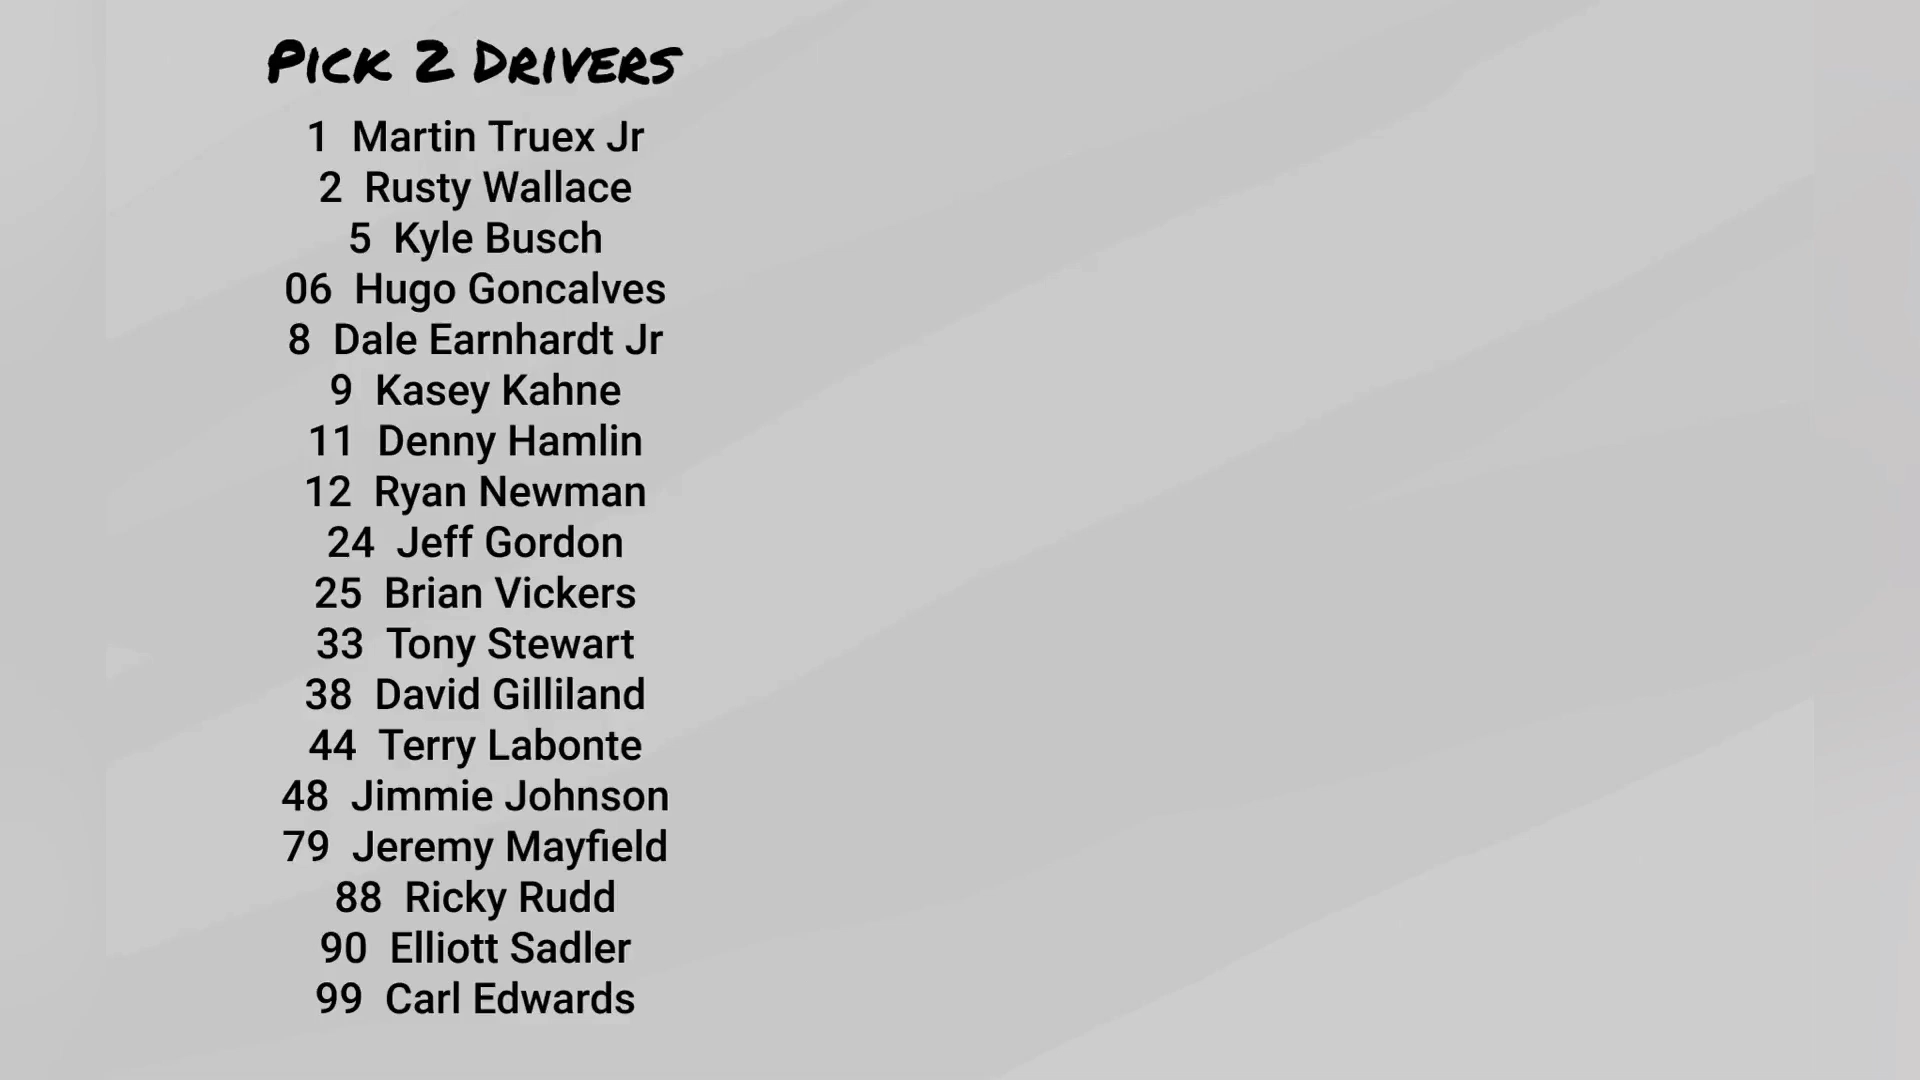 Pick 2 Drivers
1 Martin Truex Jr
2 Rusty Wallace
5 Kyle Busch
06 Hugo Goncalves
8 Dale Earnhardt Jr
9 Kasey Kahne
11 Denny Hamlin
12 Ryan Newman
24 Jeff Gordon
25 Brian Vickers
33 Tony Stewart
38 David Gilliland
44 Terry Labonte
48 Jimmie Johnson
79 Jeremy Mayfield
88 Ricky Rudd
90 Elliott Sadler
99 Carl Edwards